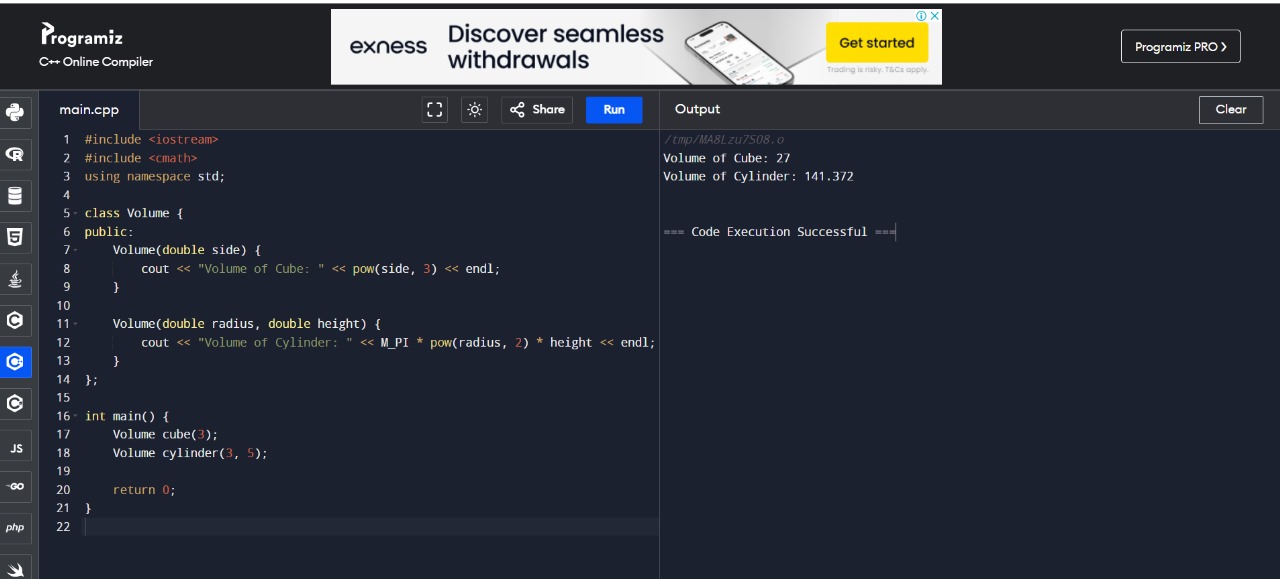 Programiz
C++ Online Compiler
exness
Discover seamless
withdrawals
Get started
Trading is risky. T&Cs apply.
Programiz PRO >
main.cpp
Share
Run
Output
Clear
1 #include <iostream>
2 #include <cmath>
3 using namespace std;
4
5 class Volume {
6 public:
7 Volume(double side) {
8 cout << "Volume of Cube: " << pow(side, 3) << endl;
9 }
10
11 Volume(double radius, double height) {
12 cout << "Volume of Cylinder: " << M_PI * pow(radius, 2) * height << endl;
13 }
14 };
15
16 int main() {
17 Volume cube(3);
18 Volume cylinder(3, 5);
19
20 return 0;
21 }
22
/tmp/MA8Lzu7SO8.o
Volume of Cube: 27
Volume of Cylinder: 141.372
=== Code Execution Successful ===
JS
GO
php